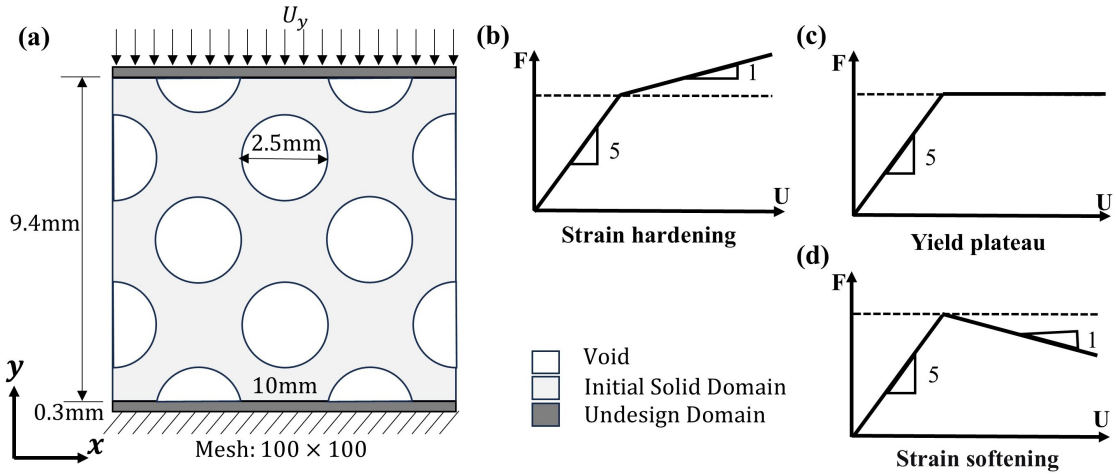 (a)
U_y
2.5mm
9.4mm
10mm
0.3mm
y
x
Mesh: 100 × 100
Void
Initial Solid Domain
Undesign Domain
(b)
F
1
5
U
Strain hardening
(c)
F
5
U
Yield plateau
(d)
F
1
5
U
Strain softening